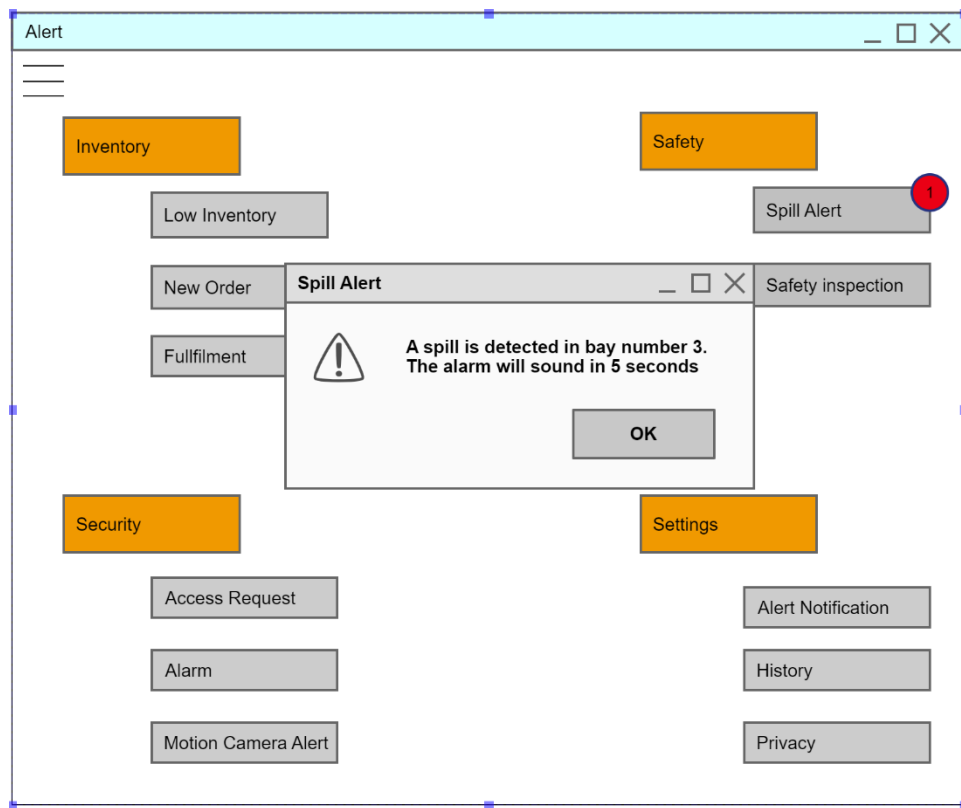 Alert
Inventory
Safety
Low Inventory
Spill Alert
1
New Order
Spill Alert
Safety inspection
Fullfilment
A spill is detected in bay number 3.
The alarm will sound in 5 seconds
OK
Security
Settings
Access Request
Alert Notification
Alarm
History
Motion Camera Alert
Privacy